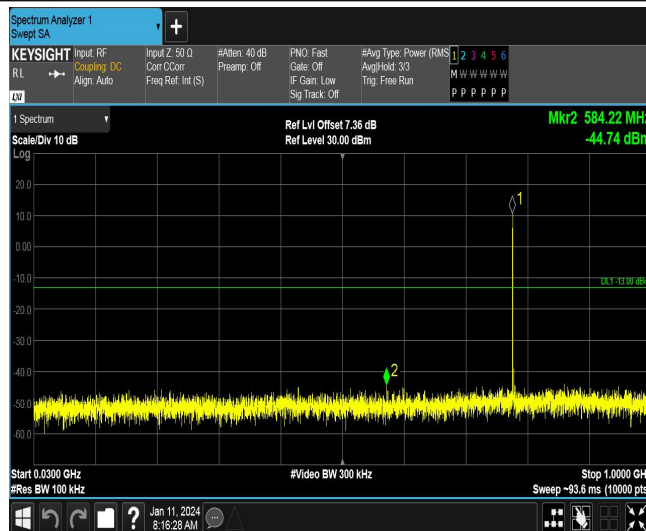 Spectrum Analyzer 1
Swept SA
+
KEYSIGHT
RL
LXI
Input: RF
Coupling: DC
Align: Auto
Input Z: 50 Ω
Corr CCorr
Freq Ref: Int (S)
#Atten: 40 dB
Preamp: Off
PNO: Fast
Gate: Off
IF Gain: Low
Sig Track: Off
#Avg Type: Power (RMS
Avg|Hold: 3/3
Trig: Free Run
1 2 3 4 5 6
M W W W W W
P P P P P P
1 Spectrum
Scale/Div 10 dB
Log
Ref Lvl Offset 7.36 dB
Ref Level 30.00 dBm
Mkr2 584.22 MHz
-44.74 dBm
20.0
10.0
0.00
-10.0
-20.0
-30.0
-40.0
-50.0
-60.0
1
2
DL1 -13.00 dB
Start 0.0300 GHz
#Res BW 100 kHz
#Video BW 300 kHz
Stop 1.0000 GH
Sweep ~93.6 ms (10000 pts
?
Jan 11, 2024
8:16:28 AM